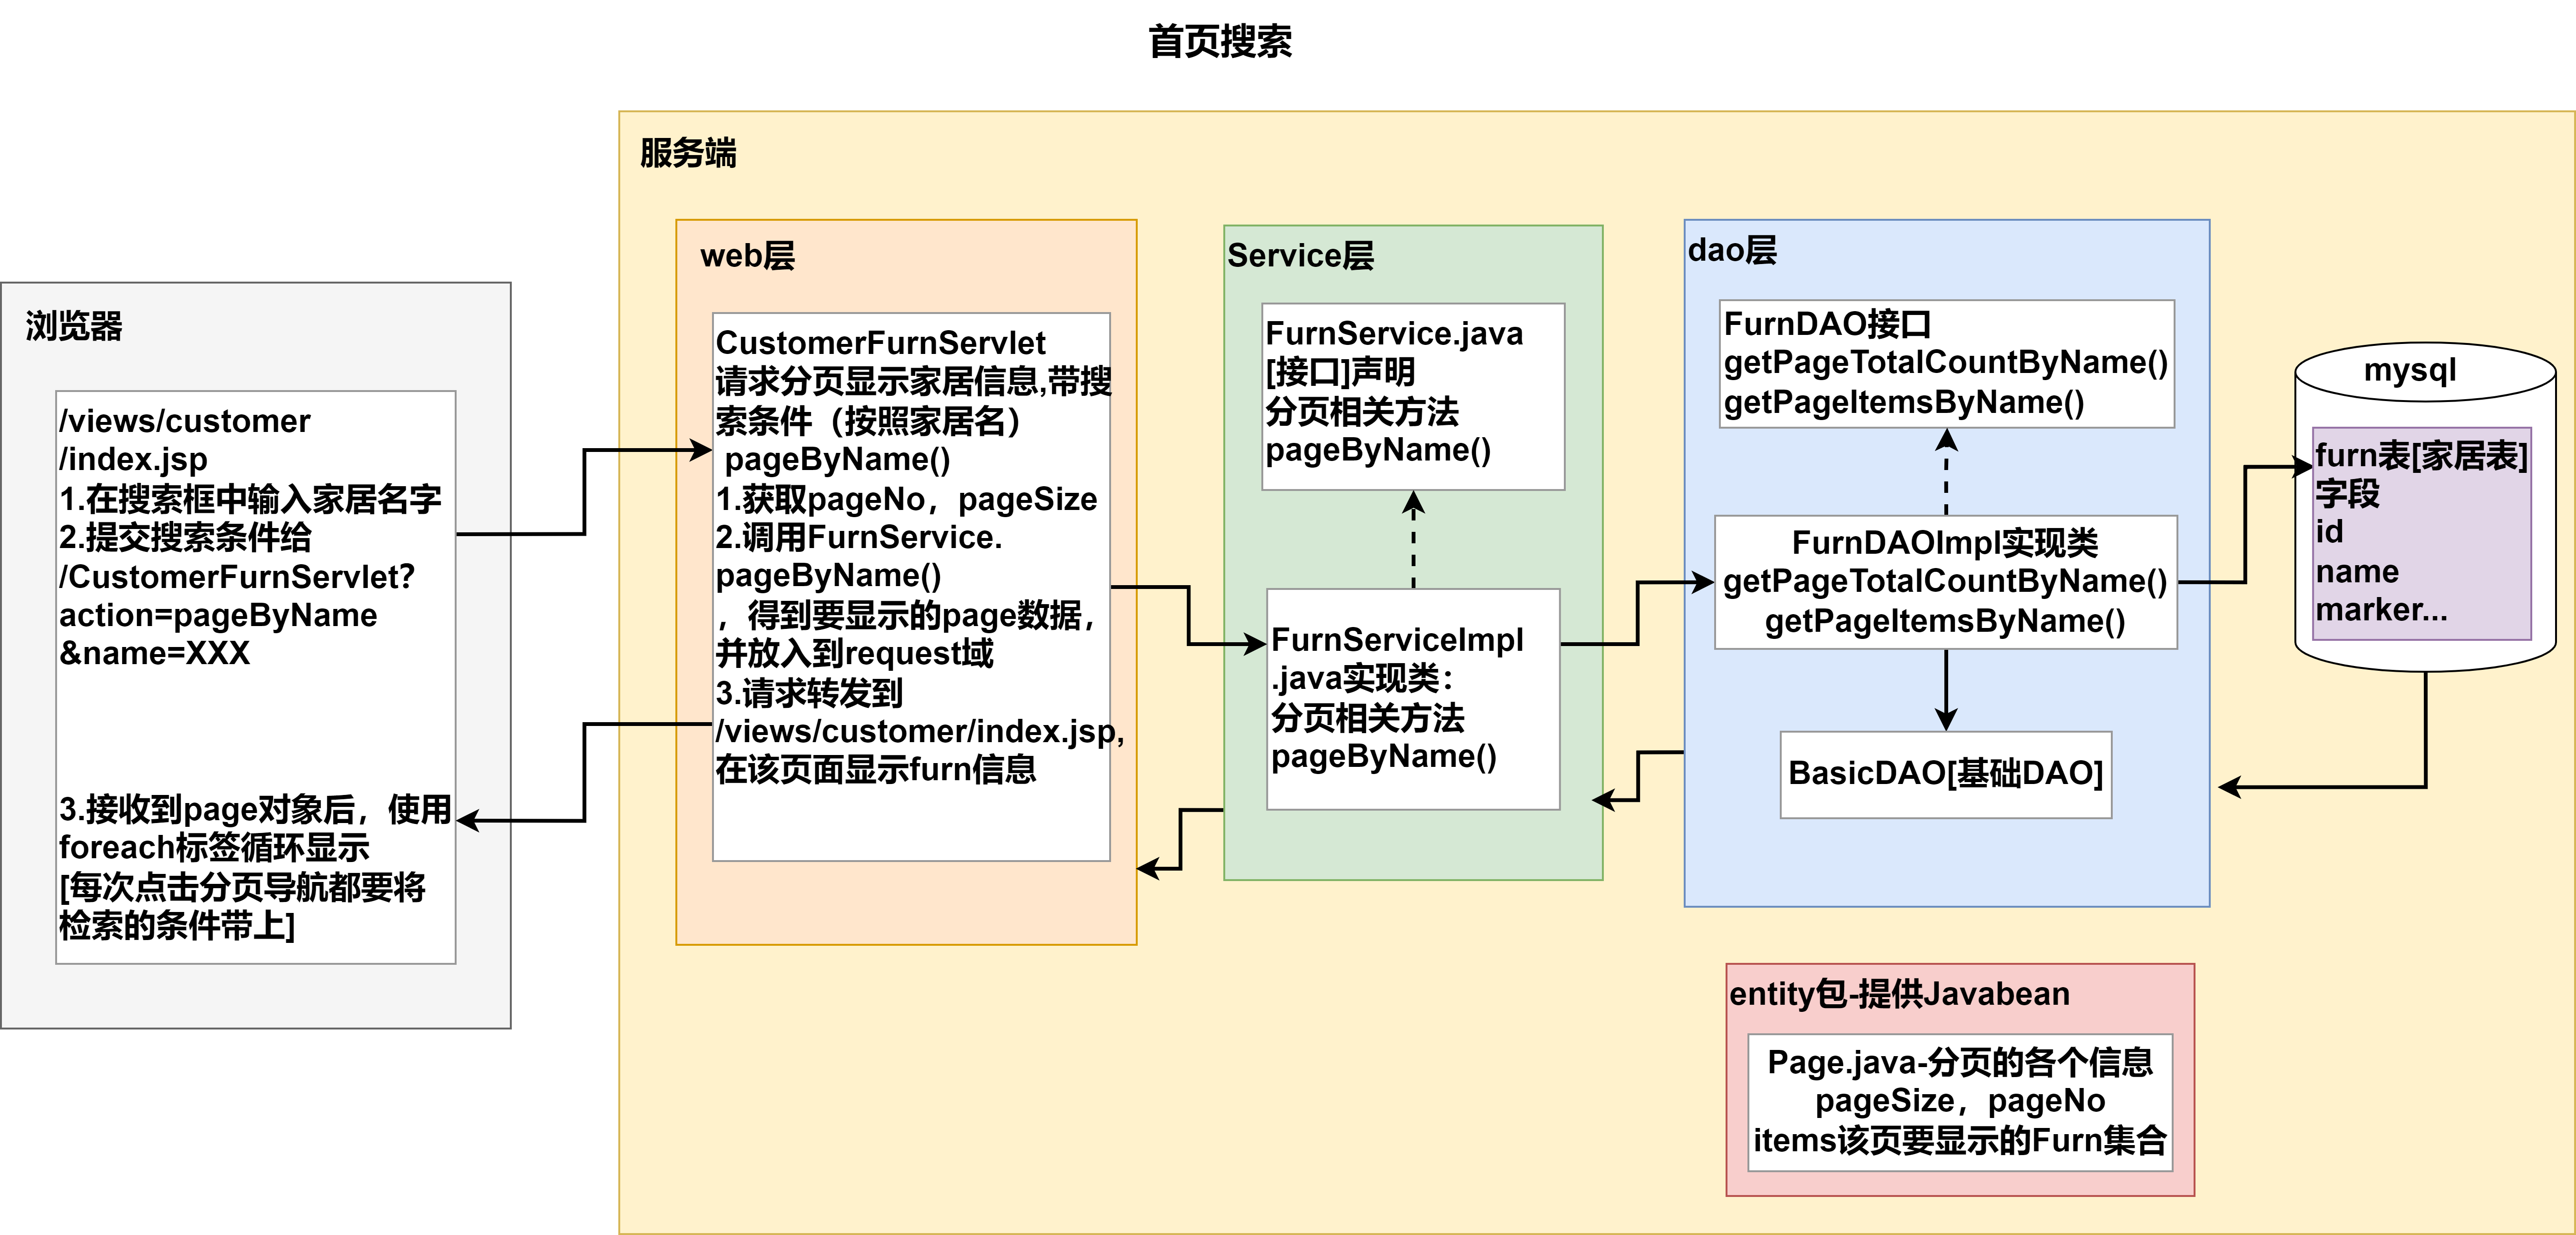 首页搜索
服务端
浏览器
/views/customer
/index.jsp
1.在搜索框中输入家居名字
2.提交搜索条件给
/CustomerFurnServlet?
action=pageByName
&name=XXX
3.接收到page对象后，使用
foreach标签循环显示
[每次点击分页导航都要将
检索的条件带上]
web层
CustomerFurnServlet
请求分页显示家居信息,带搜
索条件（按照家居名）
pageByName()
1.获取pageNo，pageSize
2.调用FurnService.
pageByName()
，得到要显示的page数据，
并放入到request域
3.请求转发到
/views/customer/index.jsp,
在该页面显示furn信息
Service层
FurnService.java
[接口]声明
分页相关方法
pageByName()
FurnServiceImpl
.java实现类：
分页相关方法
pageByName()
dao层
FurnDAO接口
getPageTotalCountByName()
getPageItemsByName()
FurnDAOImpl实现类
getPageTotalCountByName()
getPageItemsByName()
BasicDAO[基础DAO]
mysql
furn表[家居表]
字段
id
name
marker...
entity包-提供Javabean
Page.java-分页的各个信息
pageSize，pageNo
items该页要显示的Furn集合